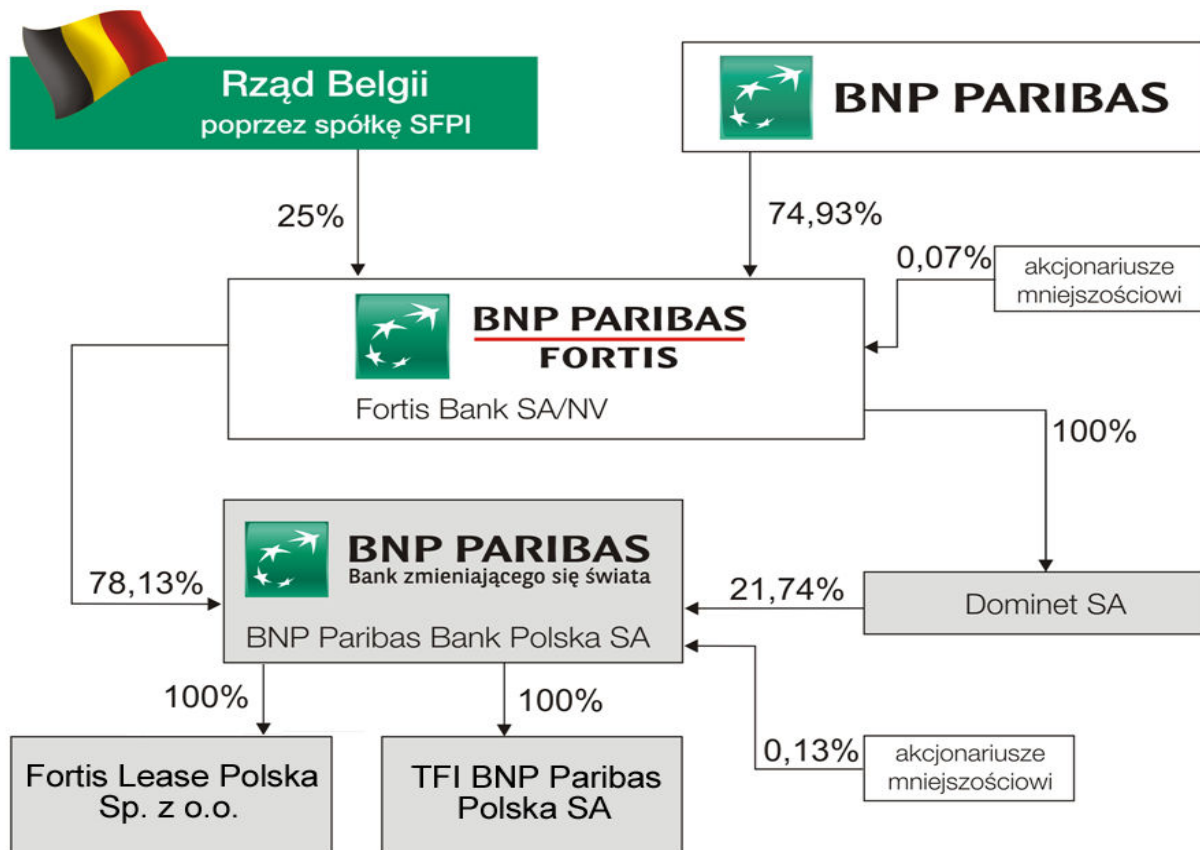 Rząd Belgii
poprzez spółkę SFPI
BNP PARIBAS
25%
74,93%
0,07%
akcjonariusze
mniejszościowi
BNP PARIBAS
FORTIS
Fortis Bank SA/NV
100%
78,13%
BNP PARIBAS
Bank zmieniającego się świata
BNP Paribas Bank Polska SA
21,74%
Dominet SA
100%
100%
0,13%
akcjonariusze
mniejszościowi
Fortis Lease Polska
Sp. z o.o.
TFI BNP Paribas
Polska SA